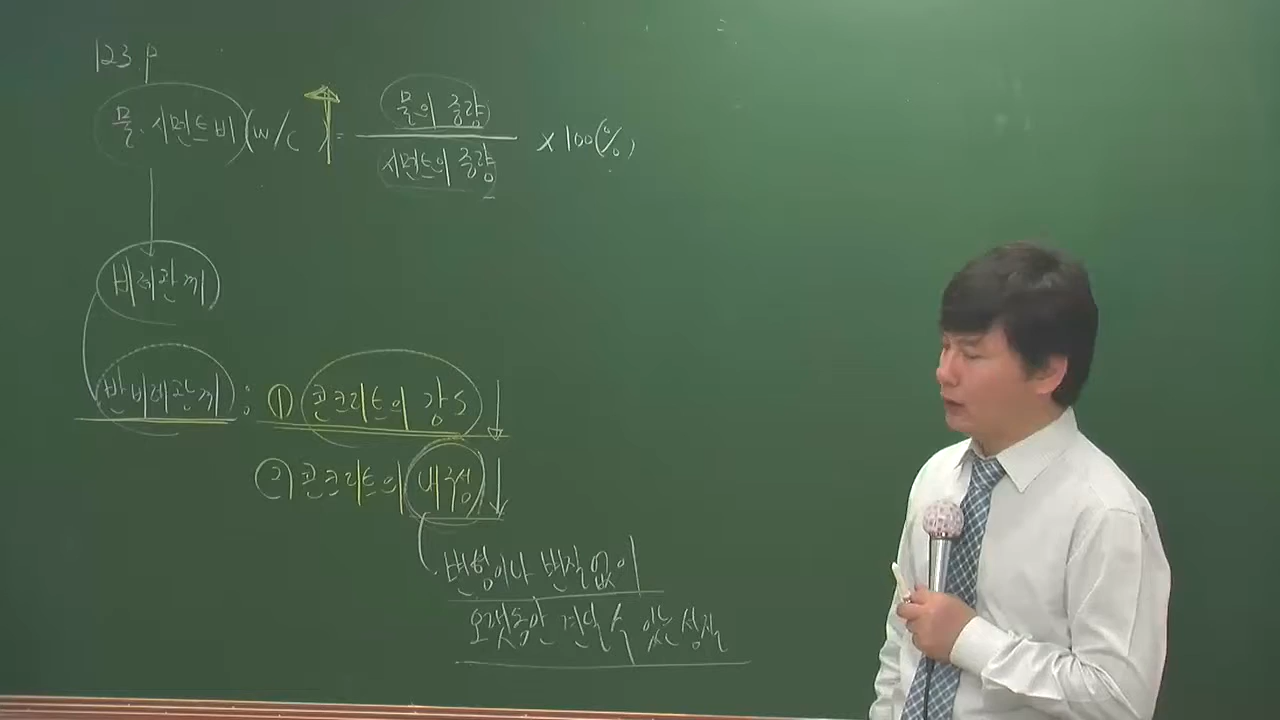 123.P
물·시멘트비(W/C)↑= 물의 중량 / 시멘트의 중량 ×100(%)
비례관계
반비례관계: ① 콘크리트의 강도 ↓
② 콘크리트의 내구성 ↓
변형이나 변질없이
오랫동안 견딜 수 있는 성질